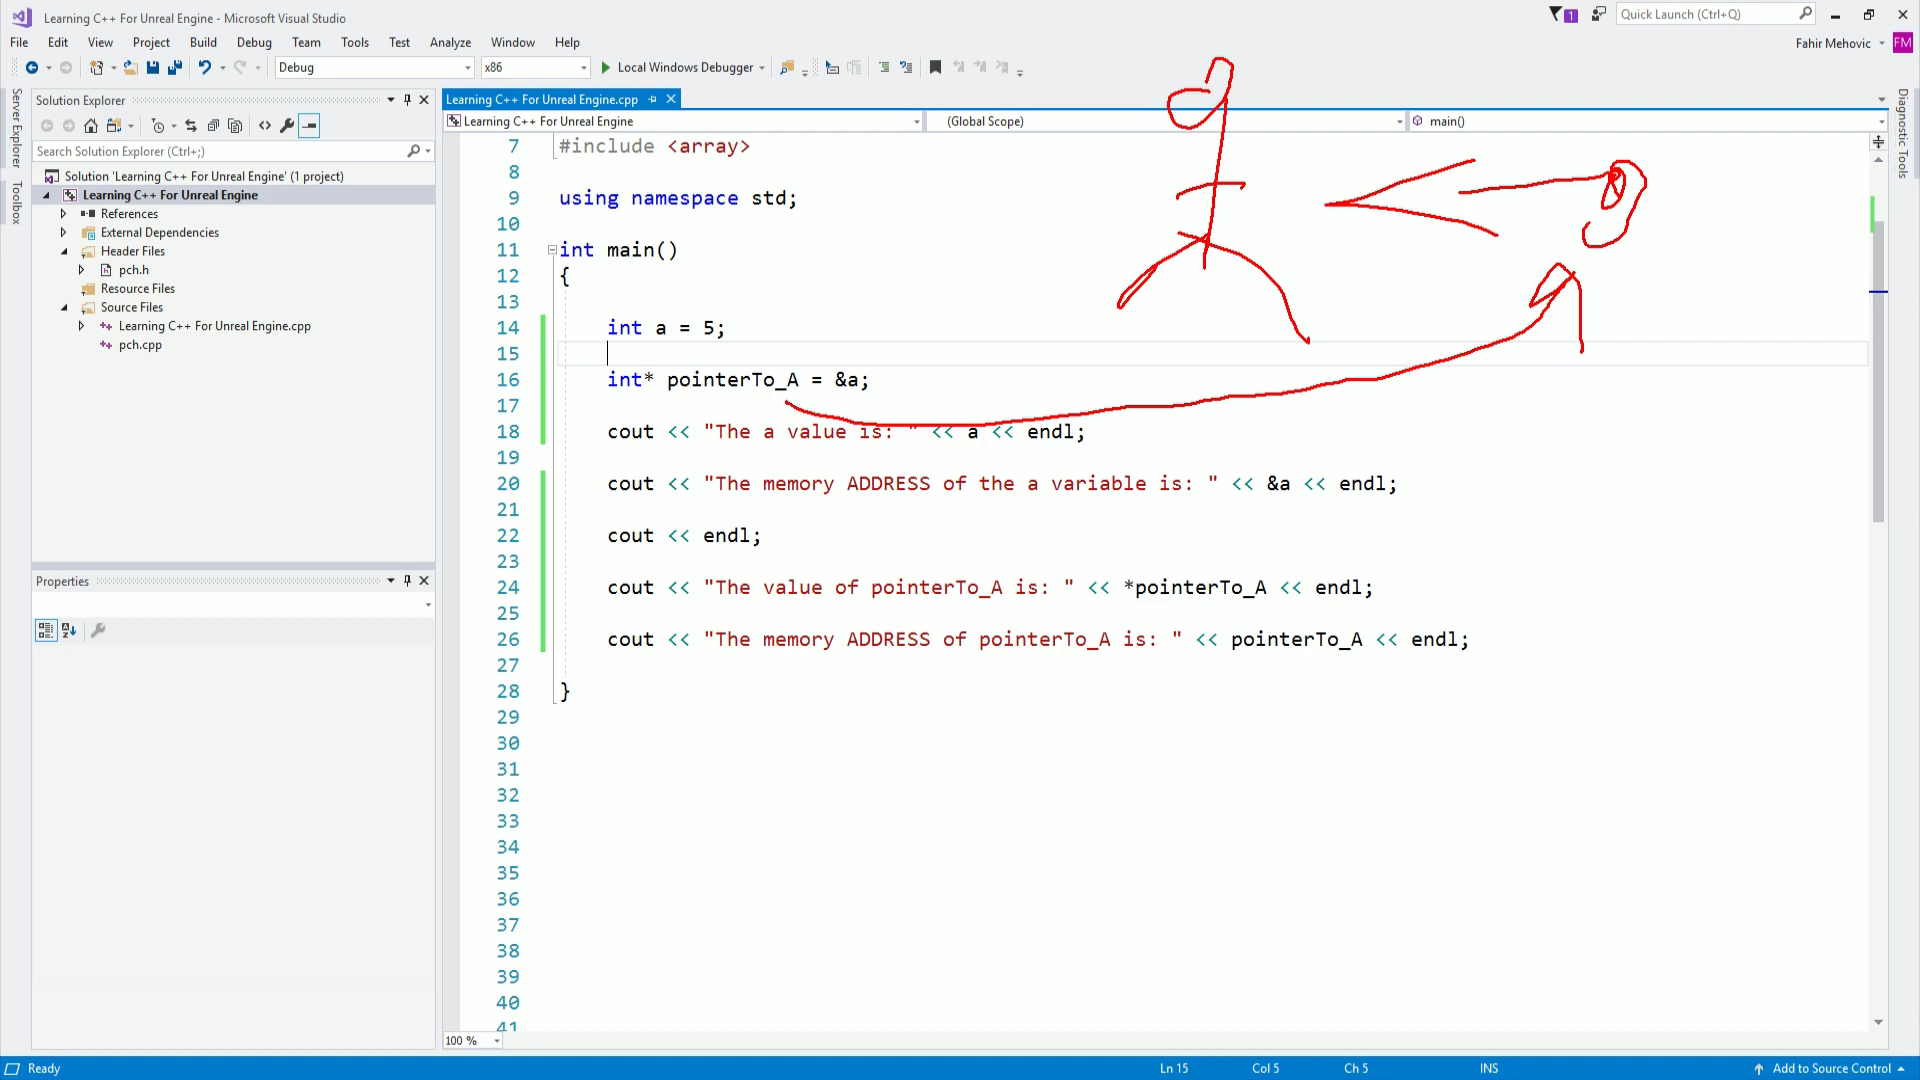 Learning C++ For Unreal Engine - Microsoft Visual Studio
1
Quick Launch (Ctrl+Q)
File Edit View Project Build Debug Team Tools Test Analyze Window Help
Fahir Mehovic FM
Debug x86 Local Windows Debugger
Server Explorer
Toolbox
Solution Explorer
Search Solution Explorer (Ctrl+;)
Solution 'Learning C++ For Unreal Engine' (1 project)
Learning C++ For Unreal Engine
References
External Dependencies
Header Files
pch.h
Resource Files
Source Files
Learning C++ For Unreal Engine.cpp
pch.cpp
Properties
Learning C++ For Unreal Engine.cpp
Learning C++ For Unreal Engine (Global Scope) main()
7 #include <array>
8
9 using namespace std;
10
11 int main()
12 {
13
14 int a = 5;
15
16 int* pointerTo_A = &a;
17
18 cout << "The a value is: " << a << endl;
19
20 cout << "The memory ADDRESS of the a variable is: " << &a << endl;
21
22 cout << endl;
23
24 cout << "The value of pointerTo_A is: " << *pointerTo_A << endl;
25
26 cout << "The memory ADDRESS of pointerTo_A is: " << pointerTo_A << endl;
27
28 }
29
30
31
32
33
34
35
36
37
38
39
40
41
100 %
Diagnostic Tools
Ready Ln 15 Col 5 Ch 5 INS Add to Source Control